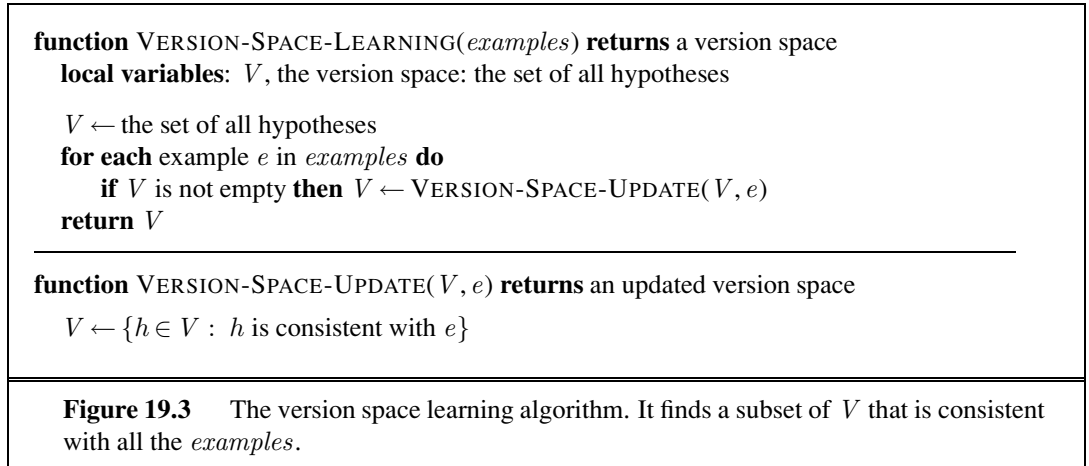 function VERSION-SPACE-LEARNING(examples) returns a version space
local variables: V, the version space: the set of all hypotheses
V ← the set of all hypotheses
for each example e in examples do
if V is not empty then V ← VERSION-SPACE-UPDATE(V, e)
return V
function VERSION-SPACE-UPDATE(V, e) returns an updated version space
V ← {h ∈ V : h is consistent with e}
Figure 19.3 The version space learning algorithm. It finds a subset of V that is consistent
with all the examples.